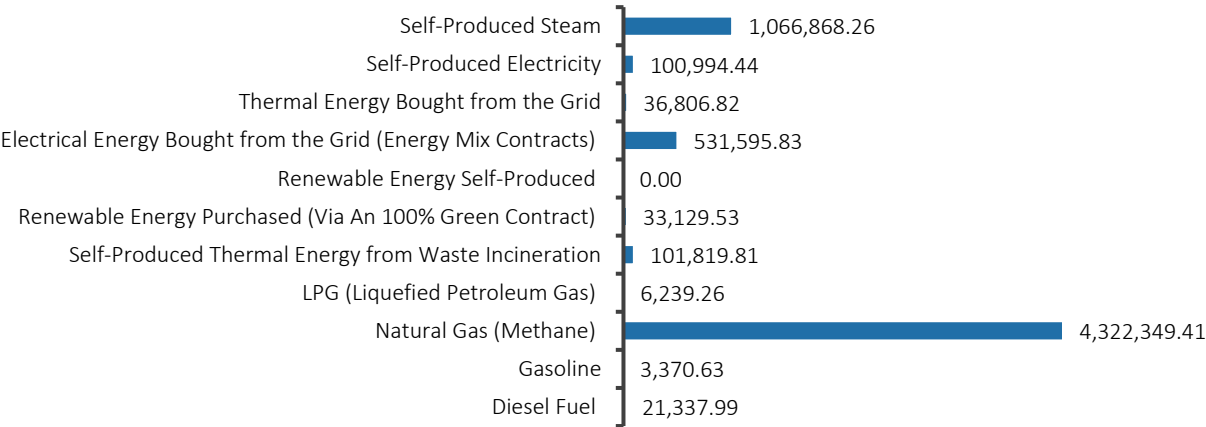 Self-Produced Steam 1,066,868.26
Self-Produced Electricity 100,994.44
Thermal Energy Bought from the Grid 36,806.82
Electrical Energy Bought from the Grid (Energy Mix Contracts) 531,595.83
Renewable Energy Self-Produced 0.00
Renewable Energy Purchased (Via An 100% Green Contract) 33,129.53
Self-Produced Thermal Energy from Waste Incineration 101,819.81
LPG (Liquefied Petroleum Gas) 6,239.26
Natural Gas (Methane) 4,322,349.41
Gasoline 3,370.63
Diesel Fuel 21,337.99